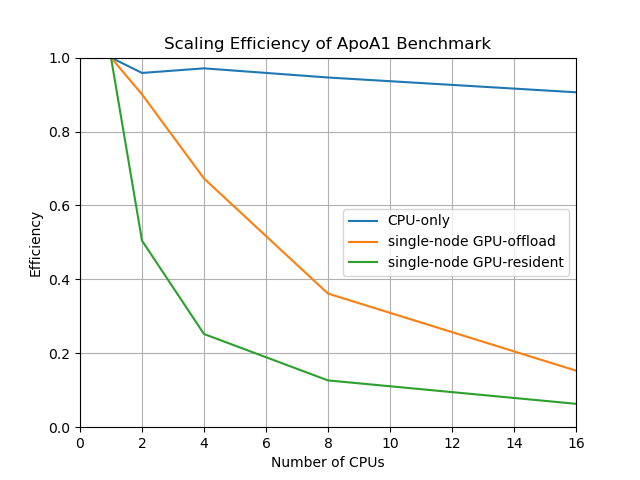 Scaling Efficiency of ApoA1 Benchmark
1.0
0.8
0.6
0.4
0.2
0.0
Efficiency
CPU-only
single-node GPU-offload
single-node GPU-resident
0 2 4 6 8 10 12 14 16
Number of CPUs